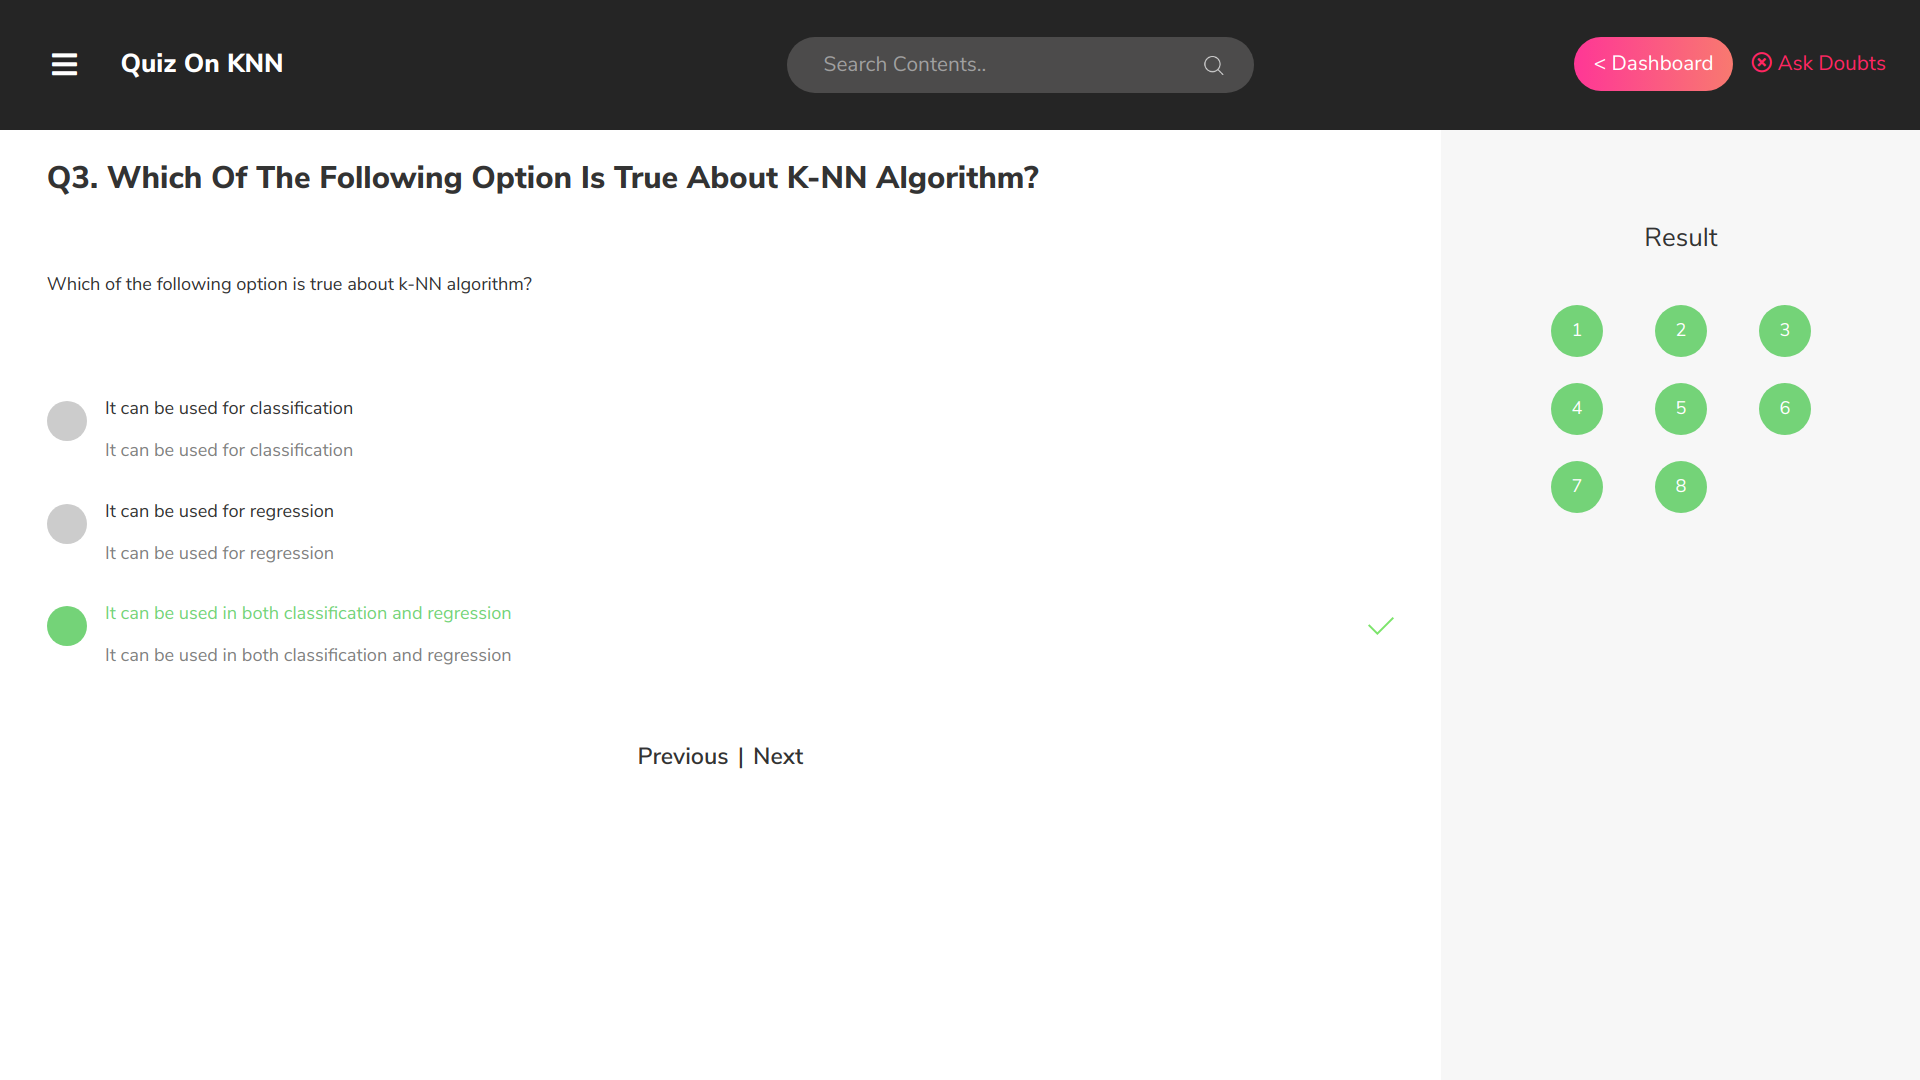 Quiz On KNN
Search Contents..
< Dashboard
Ask Doubts
Q3. Which Of The Following Option Is True About K-NN Algorithm?
Which of the following option is true about k-NN algorithm?
It can be used for classification
It can be used for classification
It can be used for regression
It can be used for regression
It can be used in both classification and regression
It can be used in both classification and regression
Previous | Next
Result
1 2 3
4 5 6
7 8